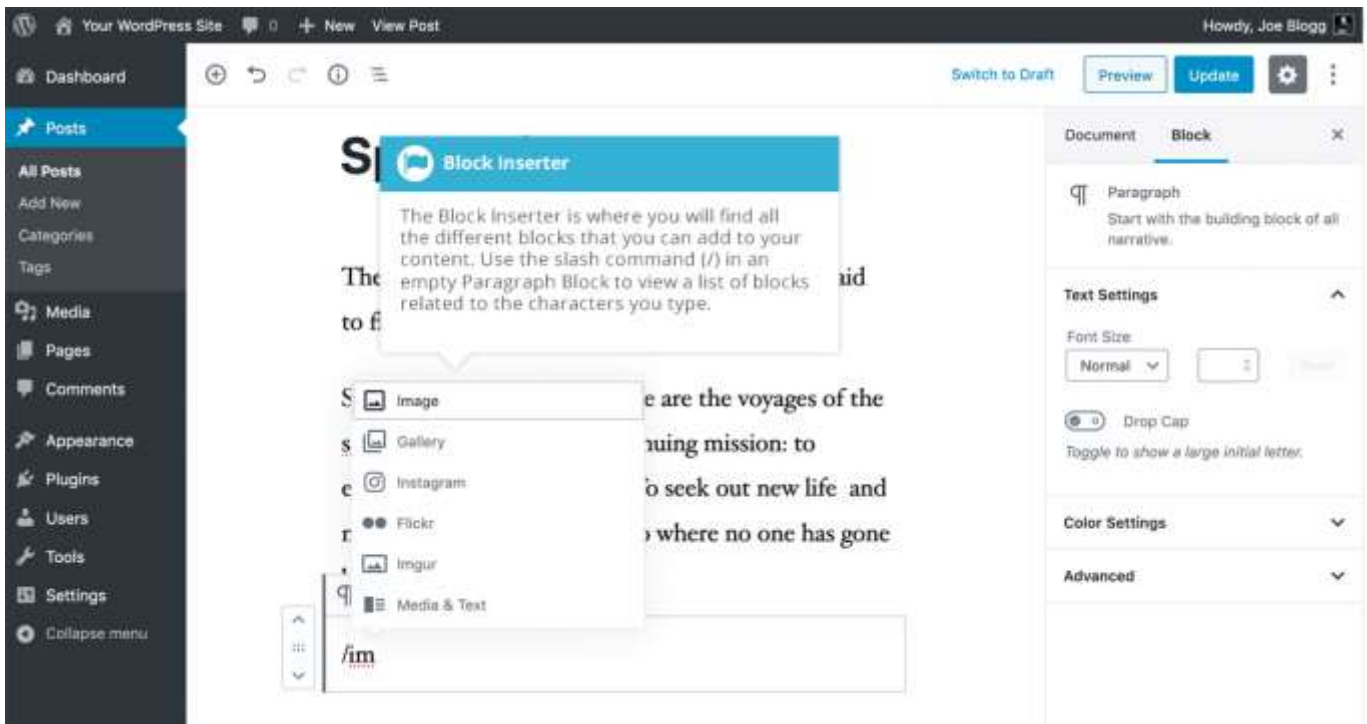 Your WordPress Site 0 New View Post Howdy, Joe Blogg
Dashboard
Posts
All Posts
Add New
Categories
Tags
Media
Pages
Comments
Appearance
Plugins
Users
Tools
Settings
Collapse menu
Switch to Draft Preview Update
Block Inserter
The Block Inserter is where you will find all
the different blocks that you can add to your
content. Use the slash command (/) in an
empty Paragraph Block to view a list of blocks
related to the characters you type.
Sp
The aid
to f
S e are the voyages of the
s nuing mission: to
e To seek out new life and
r where no one has gone
Image
Gallery
Instagram
Flickr
Imgur
Media & Text
/im
Document Block
Paragraph
Start with the building block of all
narrative.
Text Settings
Font Size
Normal
Drop Cap
Toggle to show a large initial letter.
Color Settings
Advanced